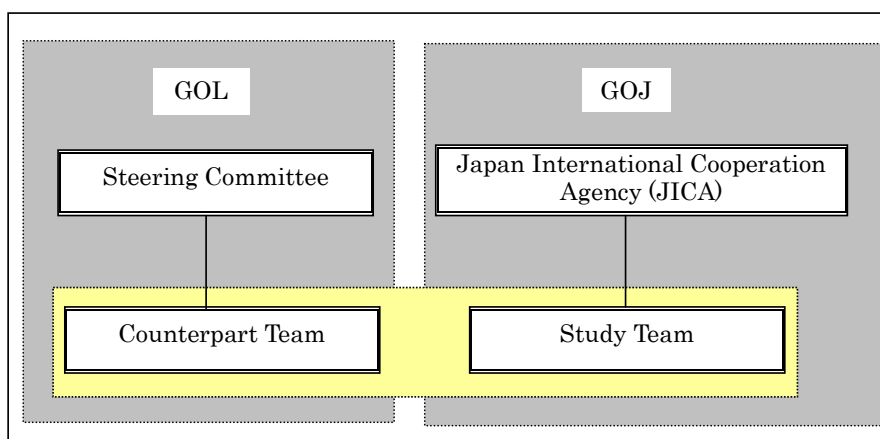 GOL
GOJ
Steering Committee
Japan International Cooperation
Agency (JICA)
Counterpart Team
Study Team